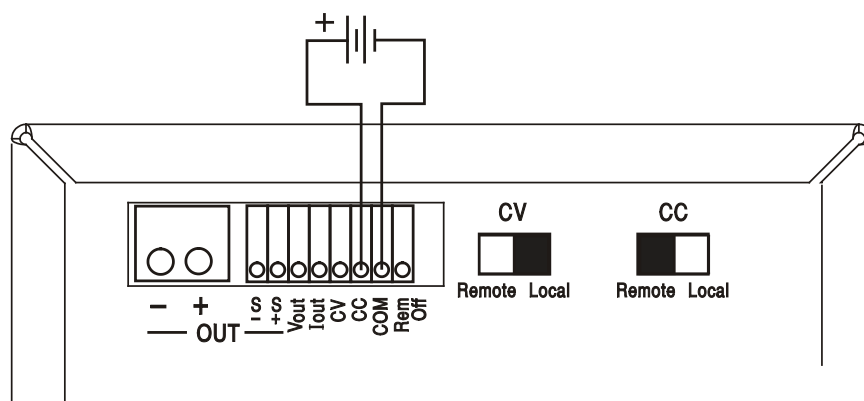 +
CV
CC
Remote Local
Remote Local
- +
OUT
S -
S +
Vout
Iout
CV
CC
COM
Rem Off